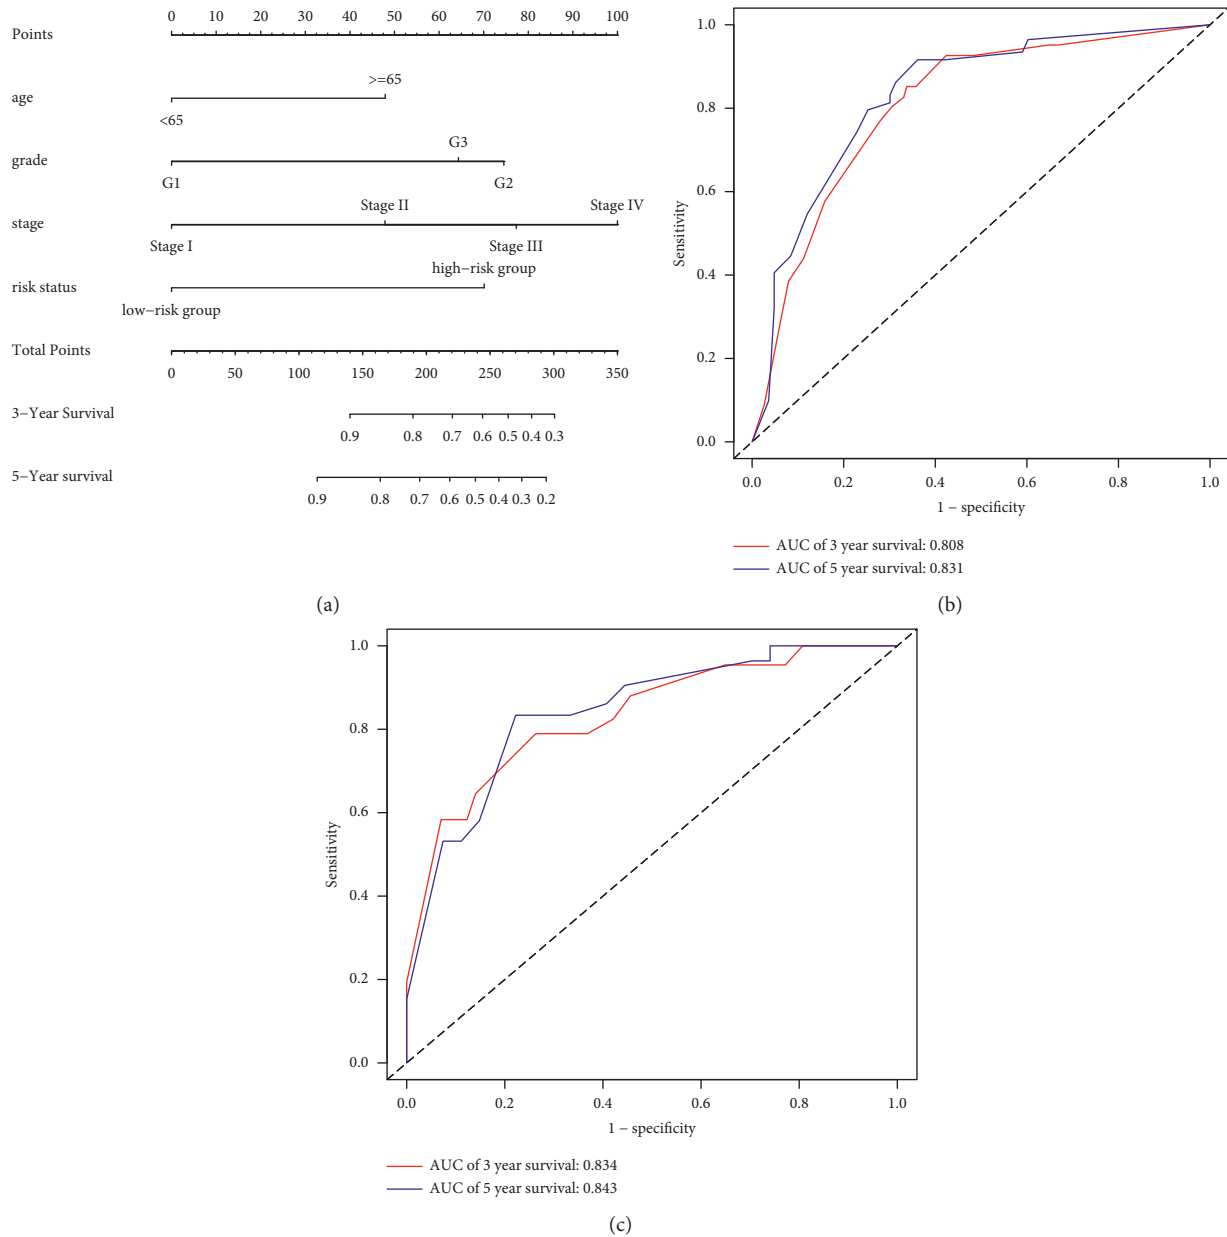 0 10 20 30 40 50 60 70 80 90 100
Points
>=65
age
<65
G3
grade
G1 G2
Stage II Stage IV
stage
Stage I Stage III
high−risk group
risk status
low−risk group
Total Points
0 50 100 150 200 250 300 350
3−Year Survival
0.9 0.8 0.7 0.6 0.5 0.4 0.3
5−Year survival
0.9 0.8 0.7 0.6 0.5 0.4 0.3 0.2
(a)
1.0
0.8
0.6
0.4
0.2
0.0
Sensitivity
0.0 0.2 0.4 0.6 0.8 1.0
1 − specificity
AUC of 3 year survival: 0.808
AUC of 5 year survival: 0.831
(b)
1.0
0.8
0.6
0.4
0.2
0.0
Sensitivity
0.0 0.2 0.4 0.6 0.8 1.0
1 − specificity
AUC of 3 year survival: 0.834
AUC of 5 year survival: 0.843
(c)